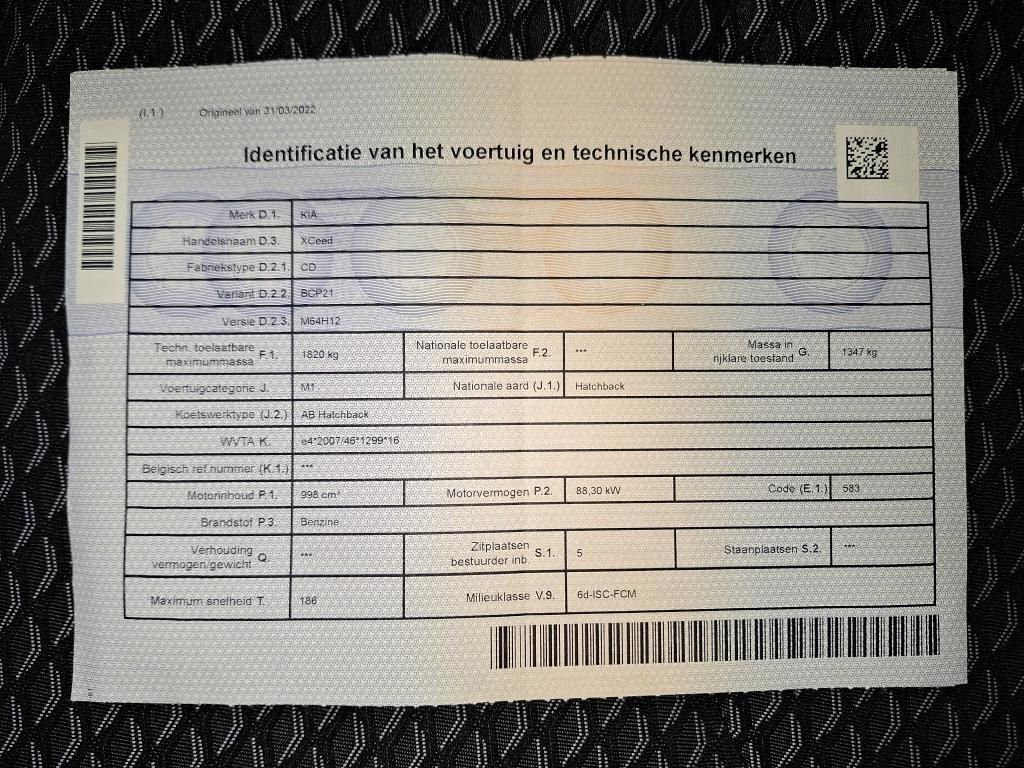 (I.1.) Origineel van 31/03/2022
Identificatie van het voertuig en technische kenmerken
Merk D.1. KIA
Handelsnaam D.3. XCeed
Fabriekstype D.2.1. CD
Variant D.2.2. BCP21
Versie D.2.3. M64H12
Techn. toelaatbare maximummassa F.1. 1820 kg Nationale toelaatbare maximummassa F.2. --- Massa in rijklare toestand G. 1347 kg
Voertuigcategorie J. M1 Nationale aard (J.1.) Hatchback
Koetswerktype (J.2.) AB Hatchback
WVTA K. e4*2007/46*1299*16
Belgisch ref.nummer (K.1.) ---
Motorinhoud P.1. 998 cm³ Motorvermogen P.2. 88,30 kW Code (E.1.) 583
Brandstof P.3. Benzine
Verhouding vermogen/gewicht Q. --- Zitplaatsen bestuurder inb. S.1. 5 Staanplaatsen S.2. ---
Maximum snelheid T. 186 Milieuklasse V.9. 6d-ISC-FCM